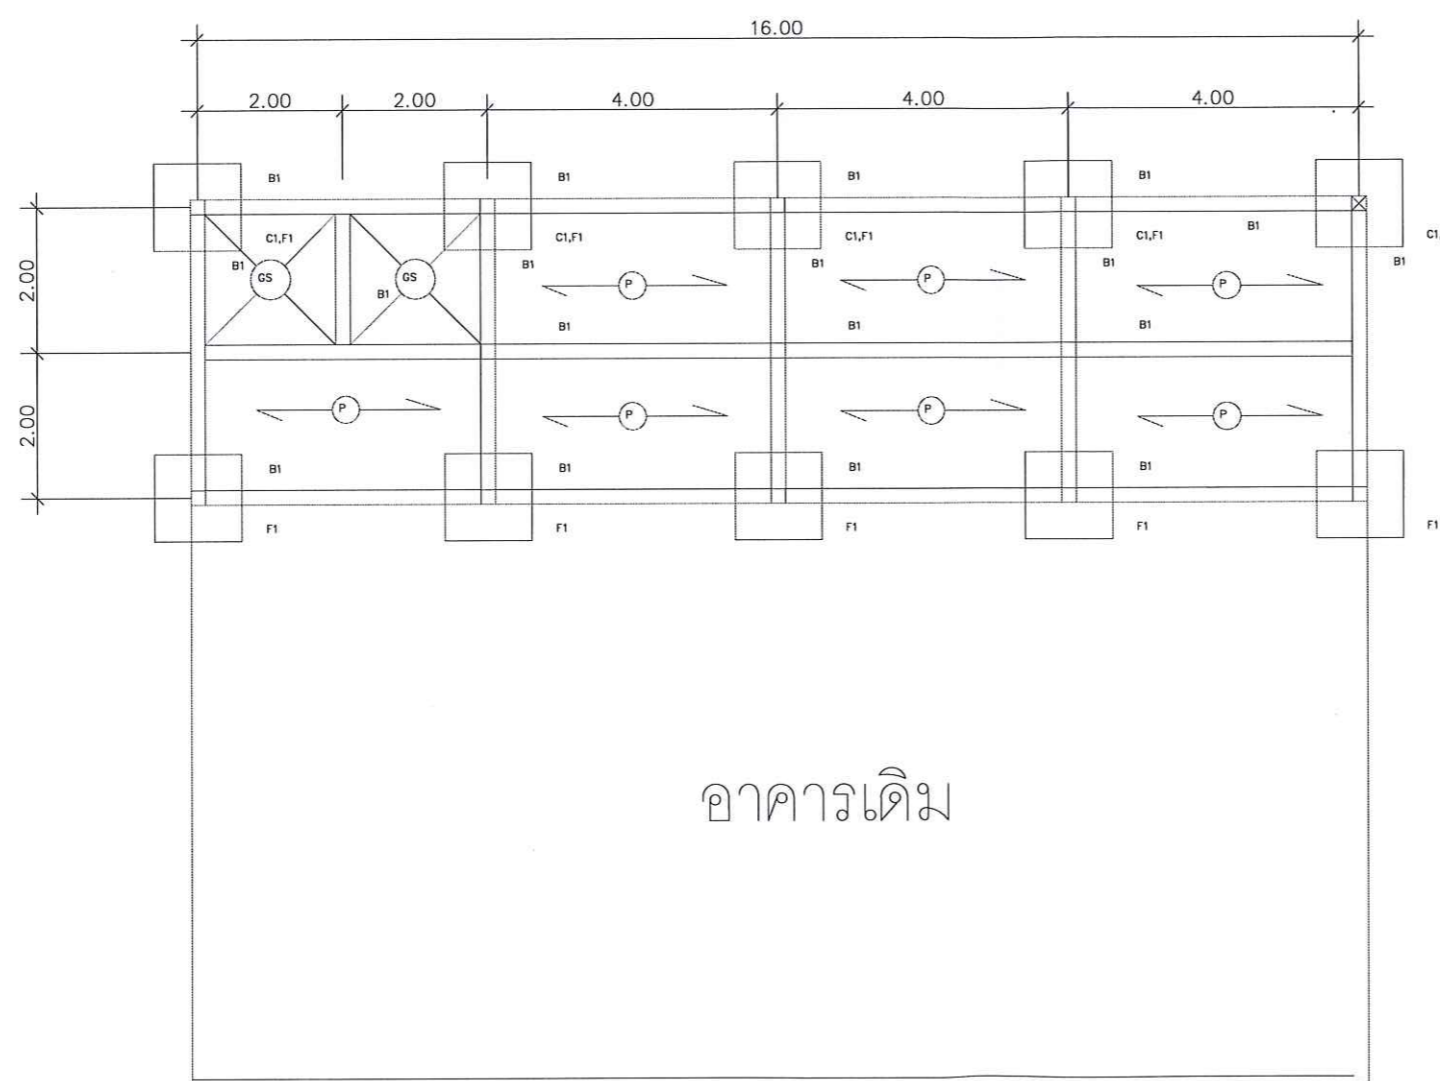 16.00
2.00 2.00 4.00 4.00 4.00
B1 B1 B1 B1
B1
C1,F1 C1,F1 C1,F1 C1,F1 C1,
B1 B1 B1 B1 B1
2.00
GS GS P P P
B1
B1 B1 B1
P P P P
2.00
B1 B1 B1 B1
F1 F1 F1 F1 F1
อาคารเดิม